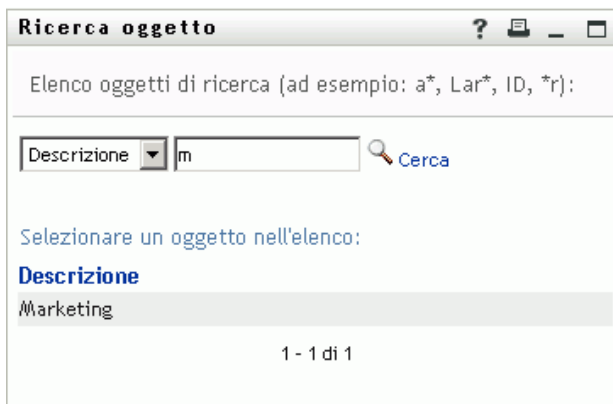 Ricerca oggetto ?
Elenco oggetti di ricerca (ad esempio: a*, Lar*, ID, *r):
Descrizione m Cerca
Selezionare un oggetto nell'elenco:
Descrizione
Marketing
1 - 1 di 1